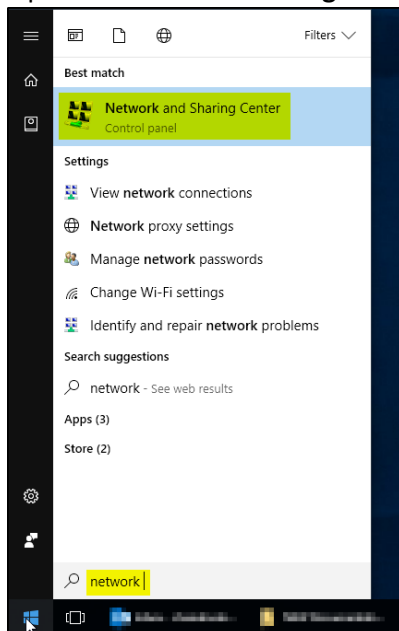 Filters
Best match
Network and Sharing Center
Control panel
Settings
View network connections
Network proxy settings
Manage network passwords
Change Wi-Fi settings
Identify and repair network problems
Search suggestions
network - See web results
Apps (3)
Store (2)
network